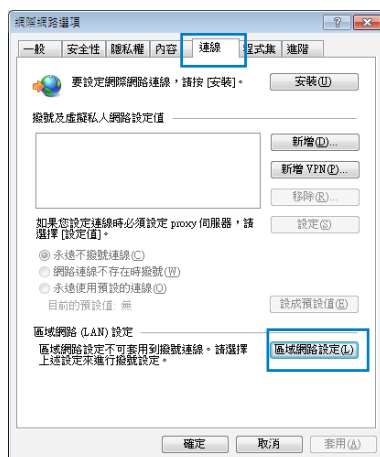 網際網路選項
一般 安全性 隱私權 內容 連線 程式集 進階
要設定網際網路連線，請按 [安裝]。 安裝(U)
撥號及虛擬私人網路設定值
新增(D)...
新增 VPN(P)...
移除(R)...
如果您設定連線時必須設定 proxy 伺服器，請 設定(S)
選擇 [設定值]。
永遠不撥號連線(C)
網路連線不存在時撥號(W)
永遠使用預設的連線(O)
目前的預設值: 無 設成預設值(E)
區域網路 (LAN) 設定
區域網路設定不可套用到撥號連線。請選擇 區域網路設定(L)
上述設定來進行撥號設定。
確定 取消 套用(A)